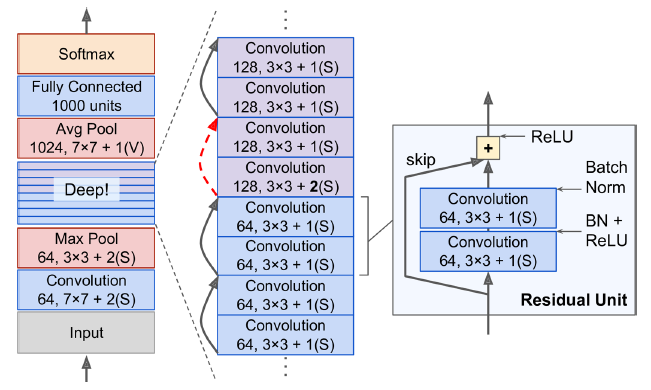 Softmax
Fully Connected
1000 units
Avg Pool
1024, 7×7 + 1(V)
Deep!
Max Pool
64, 3×3 + 2(S)
Convolution
64, 7×7 + 2(S)
Input
Convolution
128, 3×3 + 1(S)
Convolution
128, 3×3 + 1(S)
Convolution
128, 3×3 + 1(S)
Convolution
128, 3×3 + 2(S)
Convolution
64, 3×3 + 1(S)
Convolution
64, 3×3 + 1(S)
Convolution
64, 3×3 + 1(S)
Convolution
64, 3×3 + 1(S)
+
ReLU
skip
Batch
Norm
Convolution
64, 3×3 + 1(S)
BN +
ReLU
Convolution
64, 3×3 + 1(S)
Residual Unit